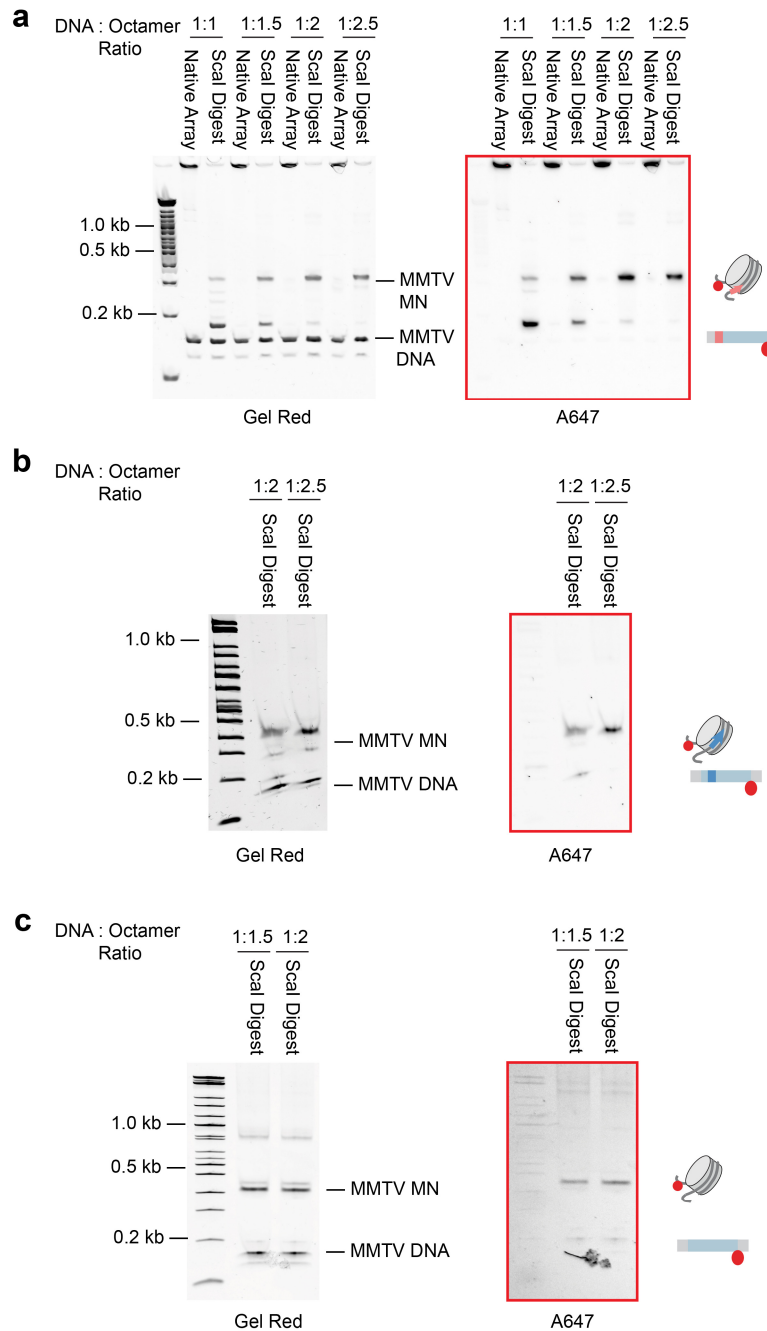 a
DNA : Octamer
Ratio
1:1 1:1.5 1:2 1:2.5
Native Array
ScaI Digest
Native Array
ScaI Digest
Native Array
ScaI Digest
Native Array
ScaI Digest
1:1 1:1.5 1:2 1:2.5
Native Array
ScaI Digest
Native Array
ScaI Digest
Native Array
ScaI Digest
Native Array
ScaI Digest
1.0 kb
0.5 kb
0.2 kb
MMTV
MN
MMTV
DNA
Gel Red
A647
b
DNA : Octamer
Ratio
1:2 1:2.5
ScaI Digest
ScaI Digest
1:2 1:2.5
ScaI Digest
ScaI Digest
1.0 kb
0.5 kb
0.2 kb
MMTV MN
MMTV DNA
Gel Red
A647
c
DNA : Octamer
Ratio
1:1.5 1:2
ScaI Digest
ScaI Digest
1:1.5 1:2
ScaI Digest
ScaI Digest
1.0 kb
0.5 kb
0.2 kb
MMTV MN
MMTV DNA
Gel Red
A647